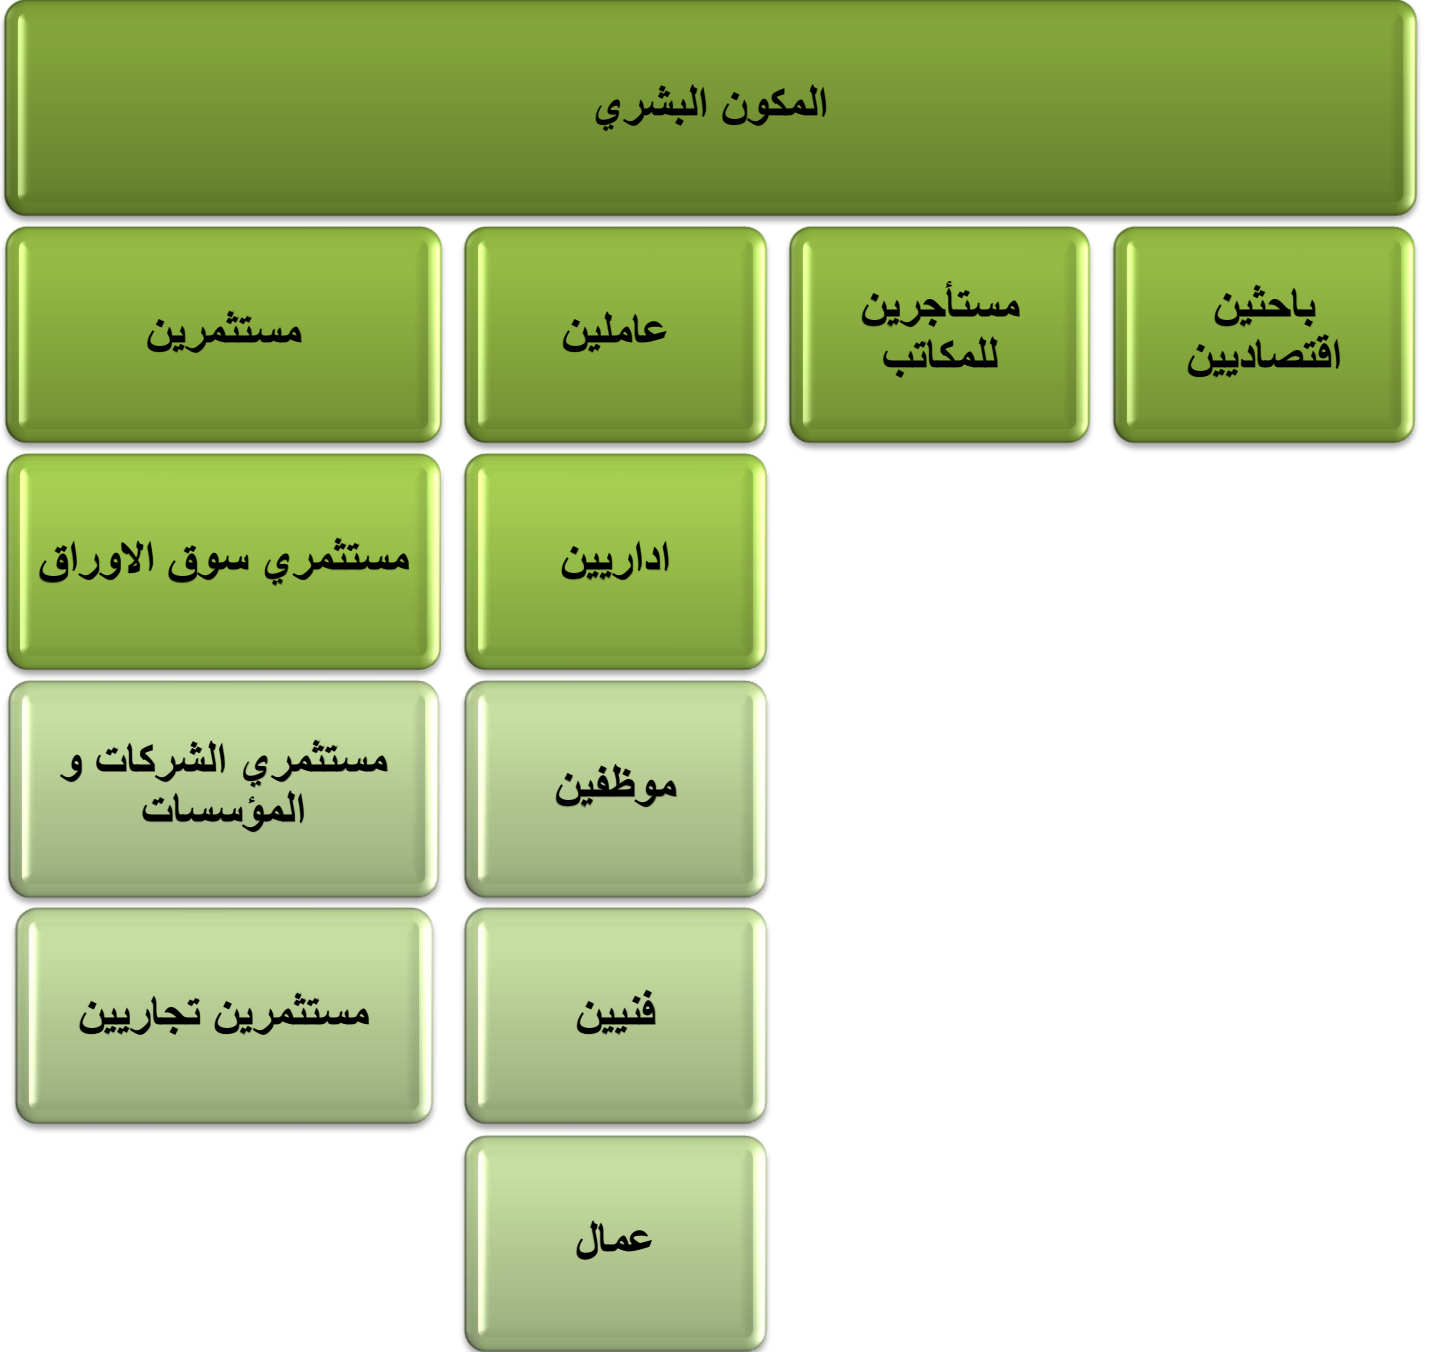 المكون البشري
باحثين
اقتصاديين
مستأجرين
للمكاتب
عاملين
مستثمرين
اداريين
مستثمري سوق الاوراق
موظفين
مستثمري الشركات و
المؤسسات
فنيين
مستثمرين تجاريين
عمال